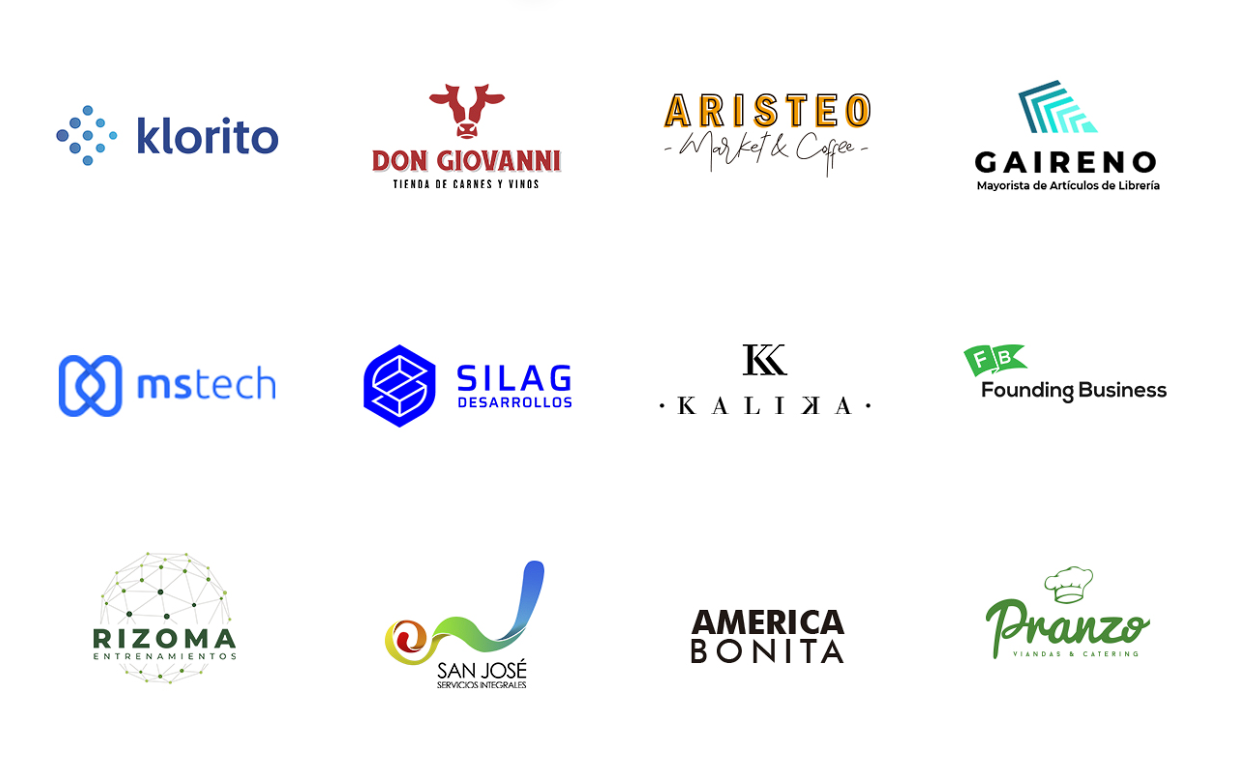 klorito
DON GIOVANNI
TIENDA DE CARNES Y VINOS
ARISTEO
- Market & Coffee -
GAIRENO
Mayorista de Artículos de Librería
mstech
SILAG
DESARROLLOS
KK
· KALIKA ·
F B
Founding Business
RIZOMA
ENTRENAMIENTOS
SAN JOSÉ
SERVICIOS INTEGRALES
AMERICA
BONITA
Pranzo
VIANDAS & CATERING